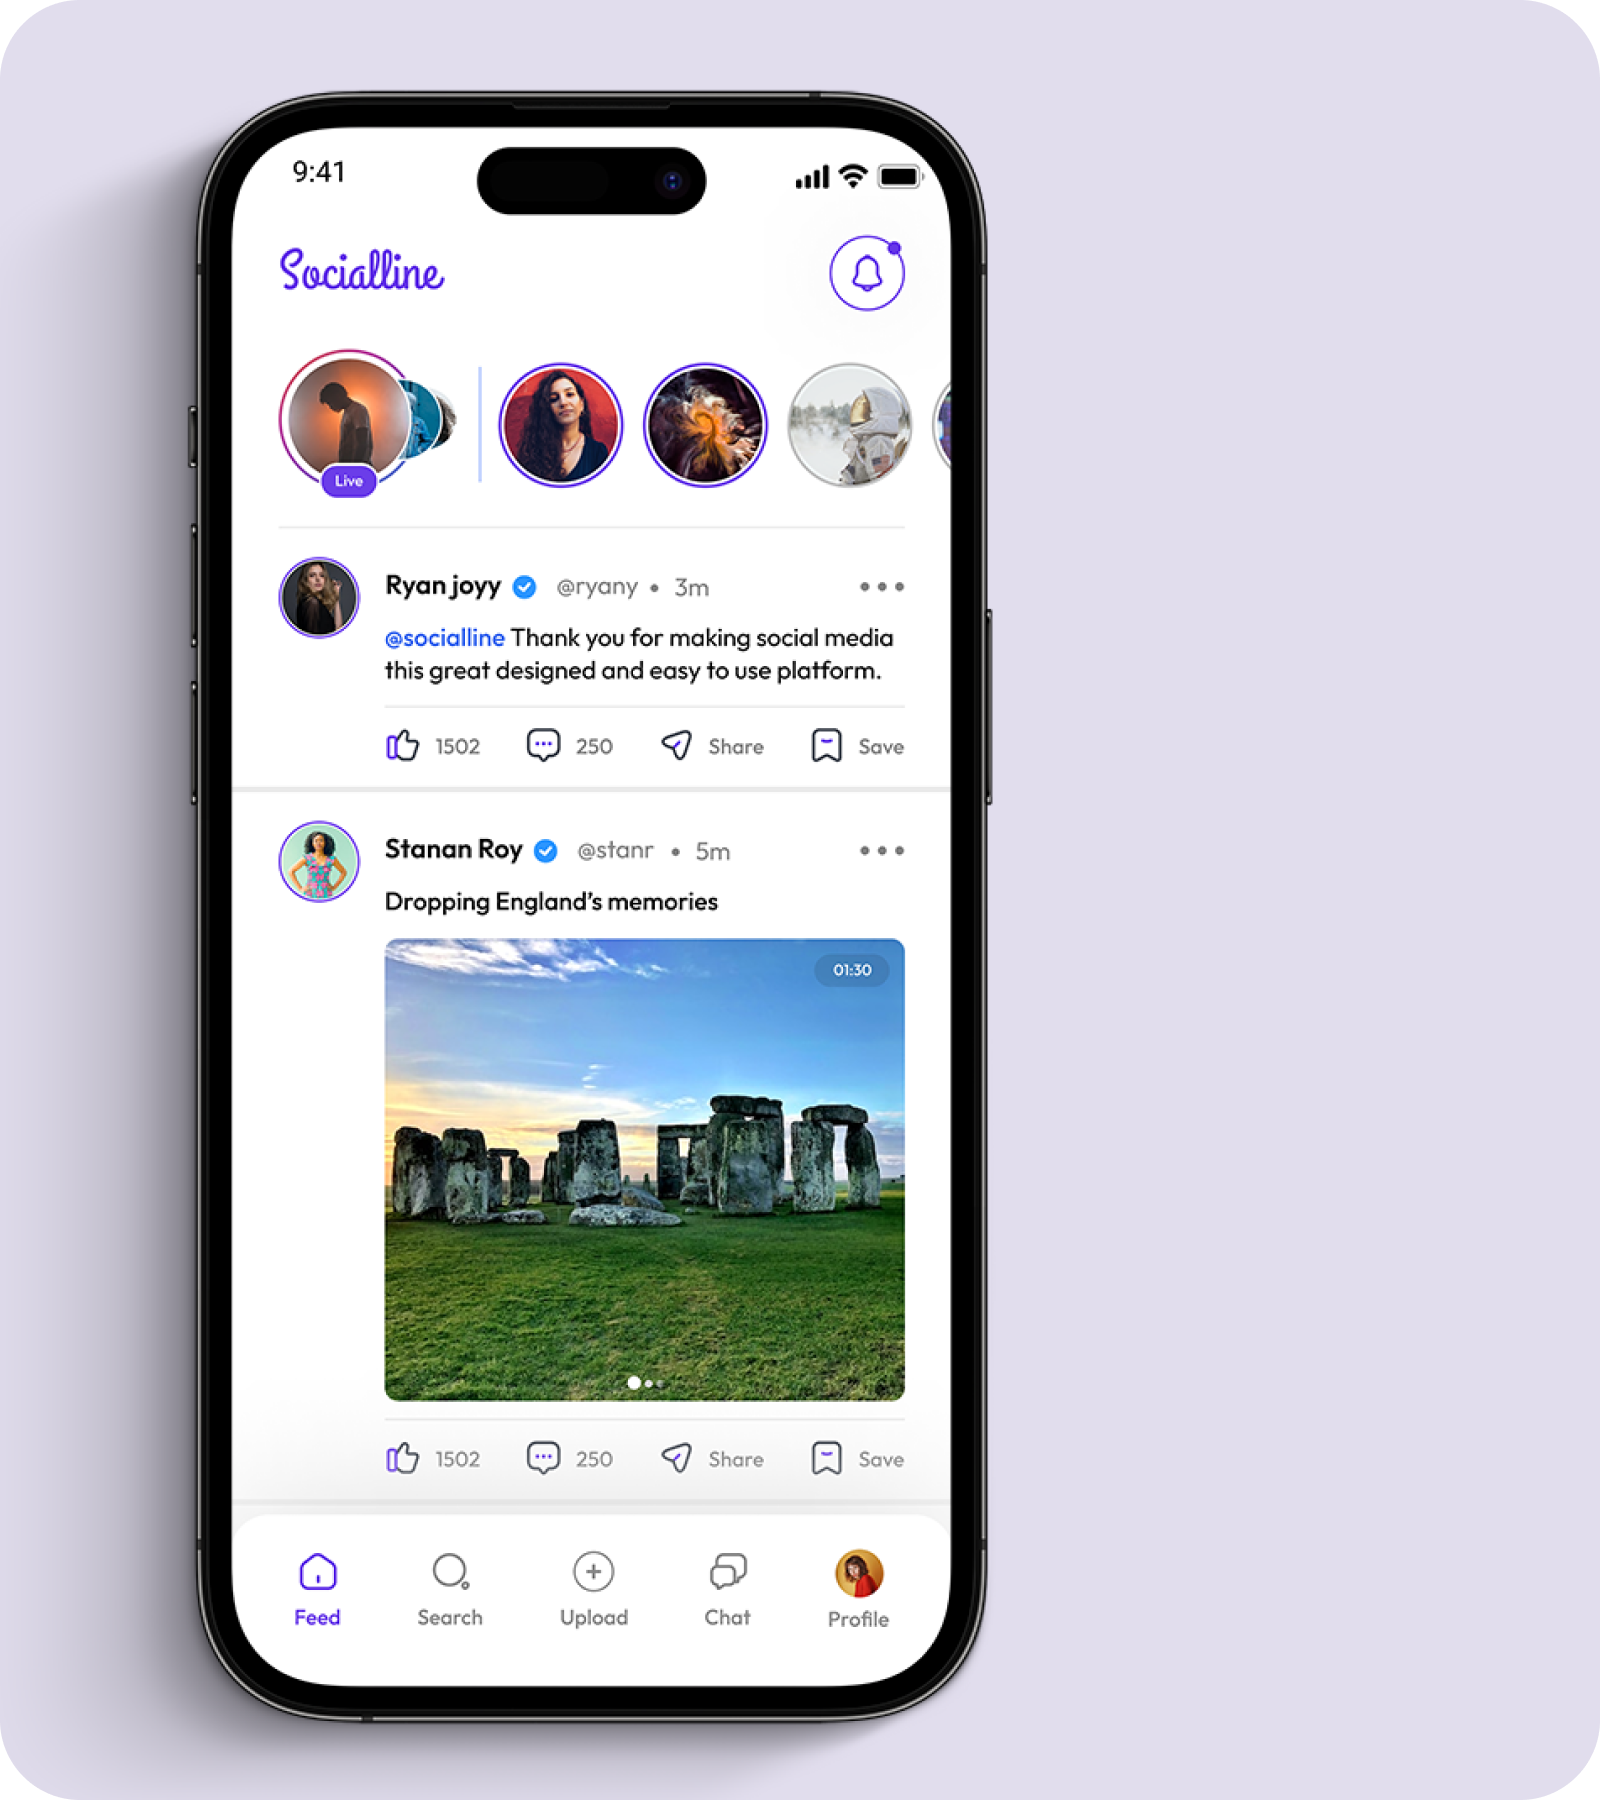 9:41
Socialline
Live
Ryan joyy @ryany • 3m
@socialline Thank you for making social media
this great designed and easy to use platform.
1502 250 Share Save
Stanan Roy @stanr • 5m
Dropping England's memories
01:30
1502 250 Share Save
Feed Search Upload Chat Profile